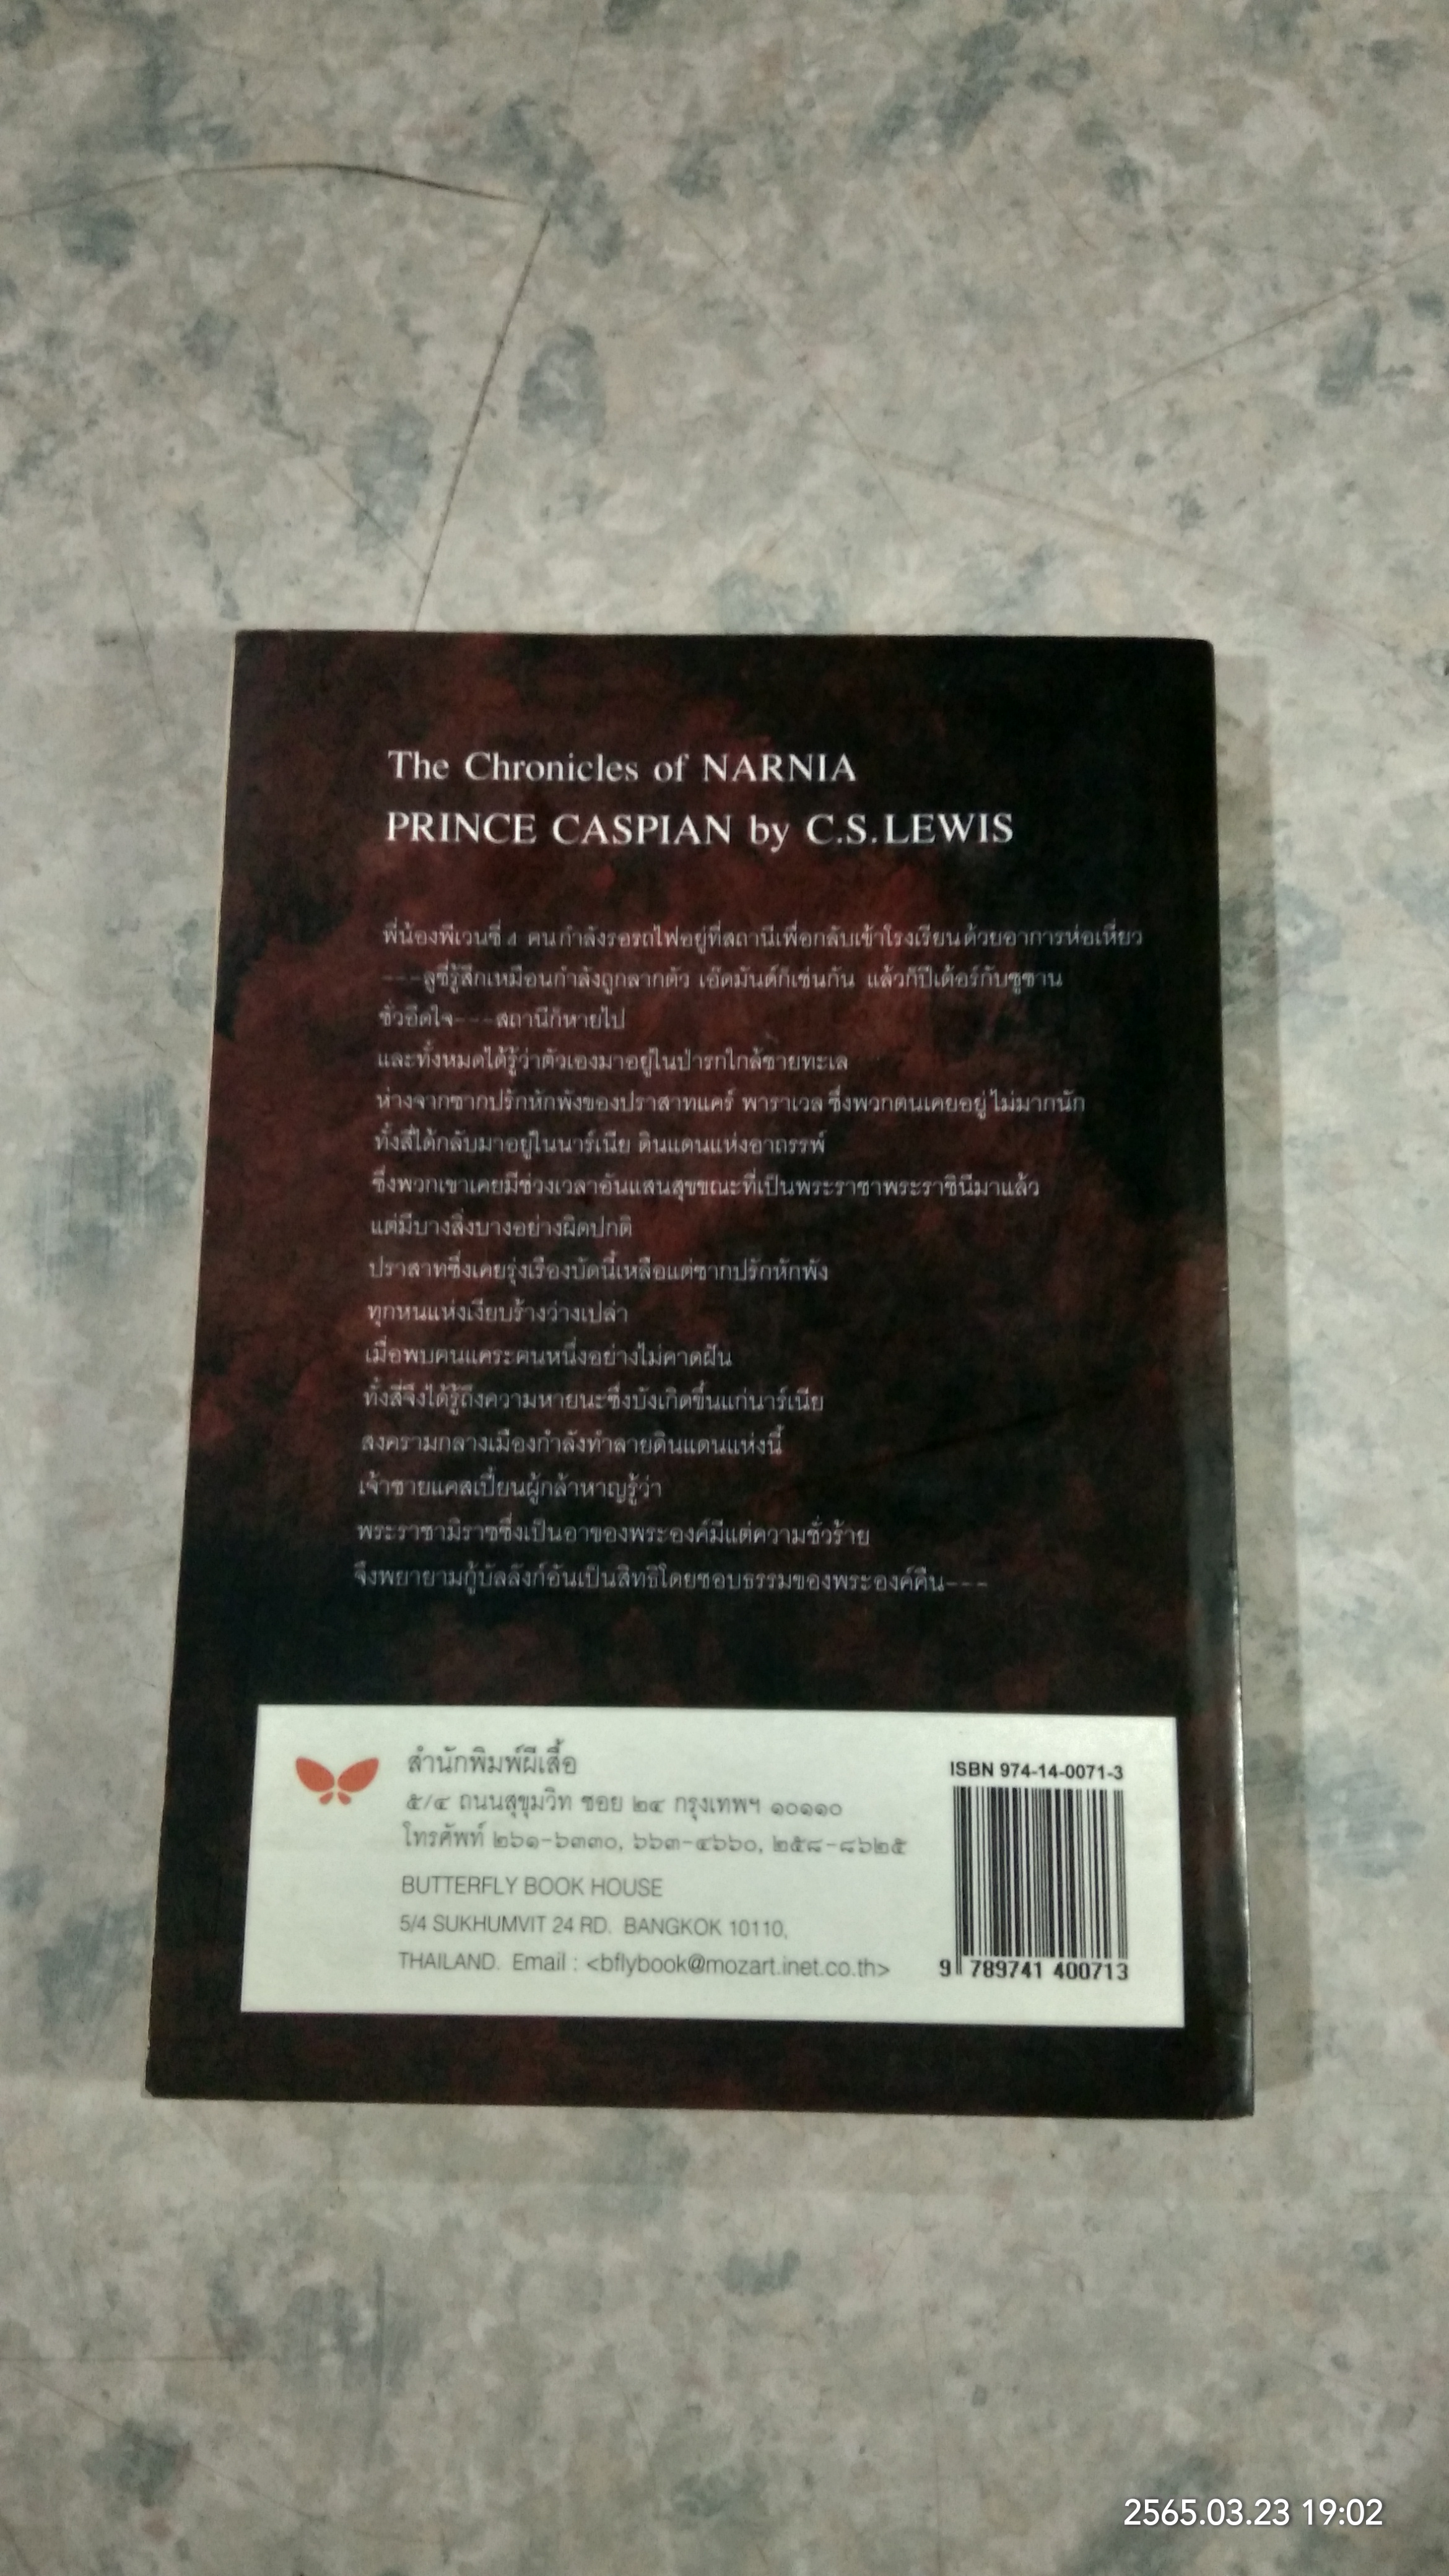 The Chronicles of NARNIA
PRINCE CASPIAN by C.S.LEWIS
พี่น้องพีเวนซี่ ๔ คนกำลังรอรถไฟอยู่ที่สถานีเพื่อกลับเข้าโรงเรียนด้วยอาการห่อเหี่ยว
---ลูซี่รู้สึกเหมือนกำลังถูกลากตัว เอ๊ดมันด์ก็เช่นกัน แล้วก็ปีเต้อร์กับซูซาน
ชั่วอึดใจ---สถานีก็หายไป
และทั้งหมดได้รู้ว่าตัวเองมาอยู่ในป่ารกใกล้ชายทะเล
ห่างจากซากปรักหักพังของปราสาทแคร์ พาราเวล ซึ่งพวกตนเคยอยู่ ไม่มากนัก
ทั้งสี่ได้กลับมาอยู่ในนาร์เนีย ดินแดนแห่งอาถรรพ์
ซึ่งพวกเขาเคยมีช่วงเวลาอันแสนสุขขณะที่เป็นพระราชาพระราชินีมาแล้ว
แต่มีบางสิ่งบางอย่างผิดปกติ
ปราสาทซึ่งเคยรุ่งเรืองบัดนี้เหลือแต่ซากปรักหักพัง
ทุกหนแห่งเงียบร้างว่างเปล่า
เมื่อพบคนแคระคนหนึ่งอย่างไม่คาดฝัน
ทั้งสี่จึงได้รู้ถึงความหายนะซึ่งบังเกิดขึ้นแก่นาร์เนีย
สงครามกลางเมืองกำลังทำลายดินแดนแห่งนี้
เจ้าชายแคสเปี้ยนผู้กล้าหาญรู้ว่า
พระราชามิราซซึ่งเป็นอาของพระองค์มีแต่ความชั่วร้าย
จึงพยายามกู้บัลลังก์อันเป็นสิทธิโดยชอบธรรมของพระองค์คืน---
สำนักพิมพ์ผีเสื้อ
๕/๔ ถนนสุขุมวิท ซอย ๒๔ กรุงเทพฯ ๑๐๑๑๐
โทรศัพท์ ๒๖๑-๖๓๓๐, ๖๖๓-๔๖๖๐, ๒๕๘-๘๖๒๕
BUTTERFLY BOOK HOUSE
5/4 SUKHUMVIT 24 RD. BANGKOK 10110,
THAILAND. Email : <bflybook@mozart.inet.co.th>
ISBN 974-14-0071-3
9 789741 400713
2565.03.23 19:02